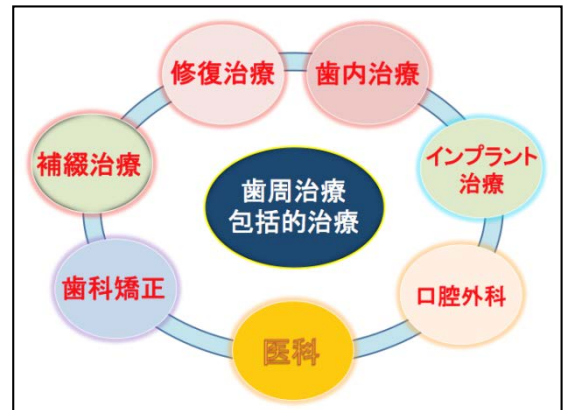 修復治療
歯内治療
補綴治療
インプラント
治療
歯周治療
包括的治療
歯科矯正
口腔外科
医科